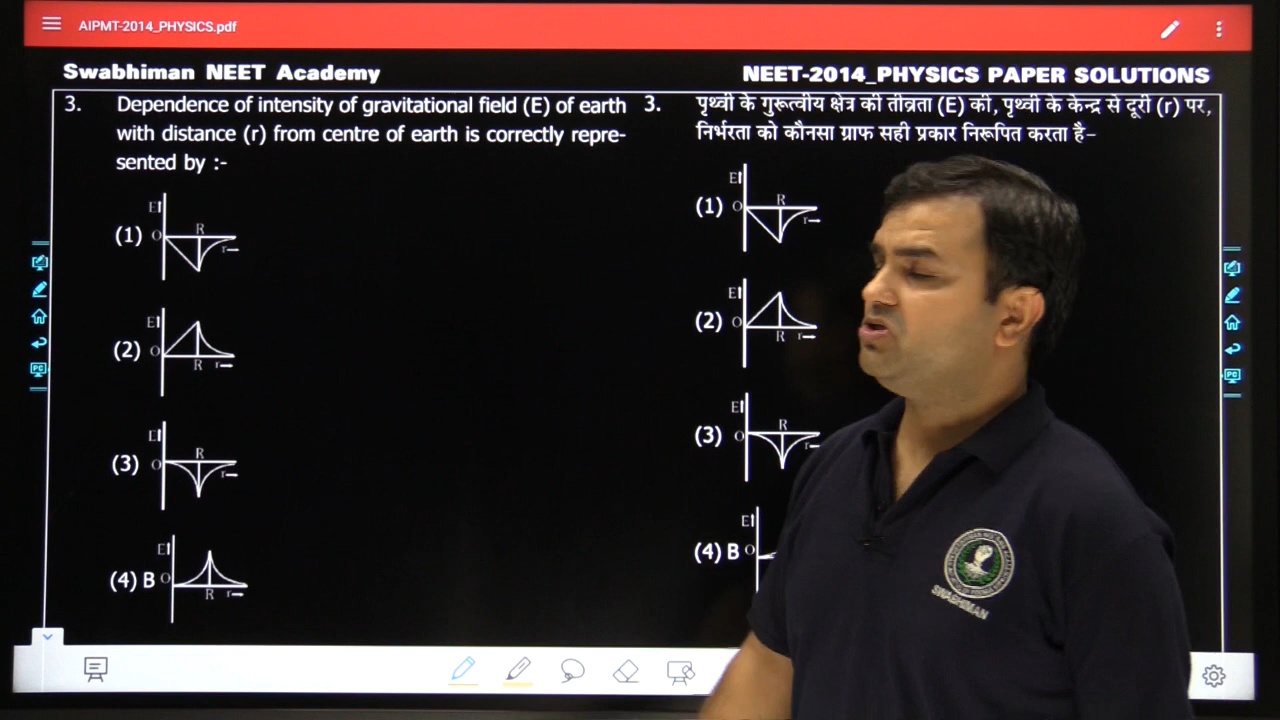 AIPMT-2014_PHYSICS.pdf
Swabhiman NEET Academy
NEET-2014_PHYSICS PAPER SOLUTIONS
3. Dependence of intensity of gravitational field (E) of earth
with distance (r) from centre of earth is correctly repre-
sented by :-
(1) E O R r
(2) E O R r
(3) E O R r
(4) B E O R r
3. पृथ्वी के गुरूत्वीय क्षेत्र की तीव्रता (E) की, पृथ्वी के केन्द्र से दूरी (r) पर,
निर्भरता को कौनसा ग्राफ सही प्रकार निरूपित करता है–
(1) E O R r
(2) E O R r
(3) E O R r
(4) B E O
PC
PC
SWABHIMAN